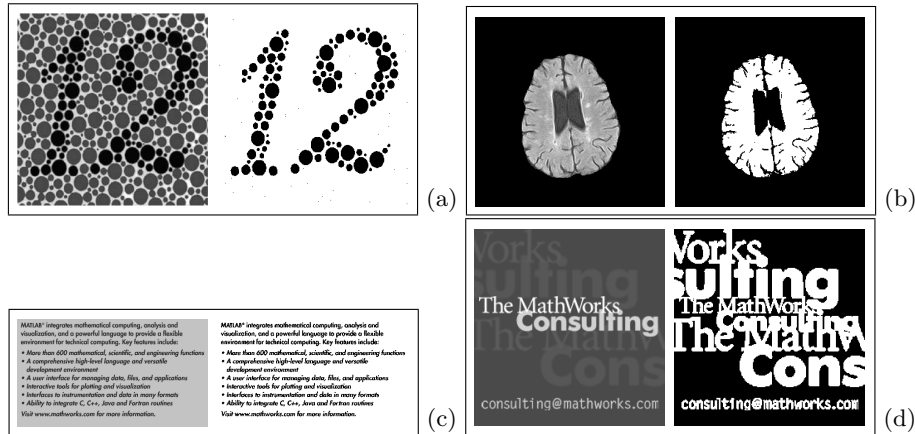 12
12
(a)
(b)
MATLAB® integrates mathematical computing, analysis and
visualization, and a powerful language to provide a flexible
environment for technical computing. Key features include:
• More than 600 mathematical, scientific, and engineering functions
• A comprehensive high-level language and versatile
development environment
• A user interface for managing data, files, and applications
• Interactive tools for plotting and visualization
• Interfaces to instrumentation and data in many formats
• Ability to integrate C, C++, Java and Fortran routines
Visit www.mathworks.com for more information.
MATLAB® integrates mathematical computing, analysis and
visualization, and a powerful language to provide a flexible
environment for technical computing. Key features include:
• More than 600 mathematical, scientific, and engineering functions
• A comprehensive high-level language and versatile
development environment
• A user interface for managing data, files, and applications
• Interactive tools for plotting and visualization
• Interfaces to instrumentation and data in many formats
• Ability to integrate C, C++, Java and Fortran routines
Visit www.mathworks.com for more information.
(c)
Works
sulting
The MathWorks
Consulting
The MathW
Cons
consulting@mathworks.com
Works
sulting
The MathWorks
Consulting
The MathW
Cons
consulting@mathworks.com
(d)